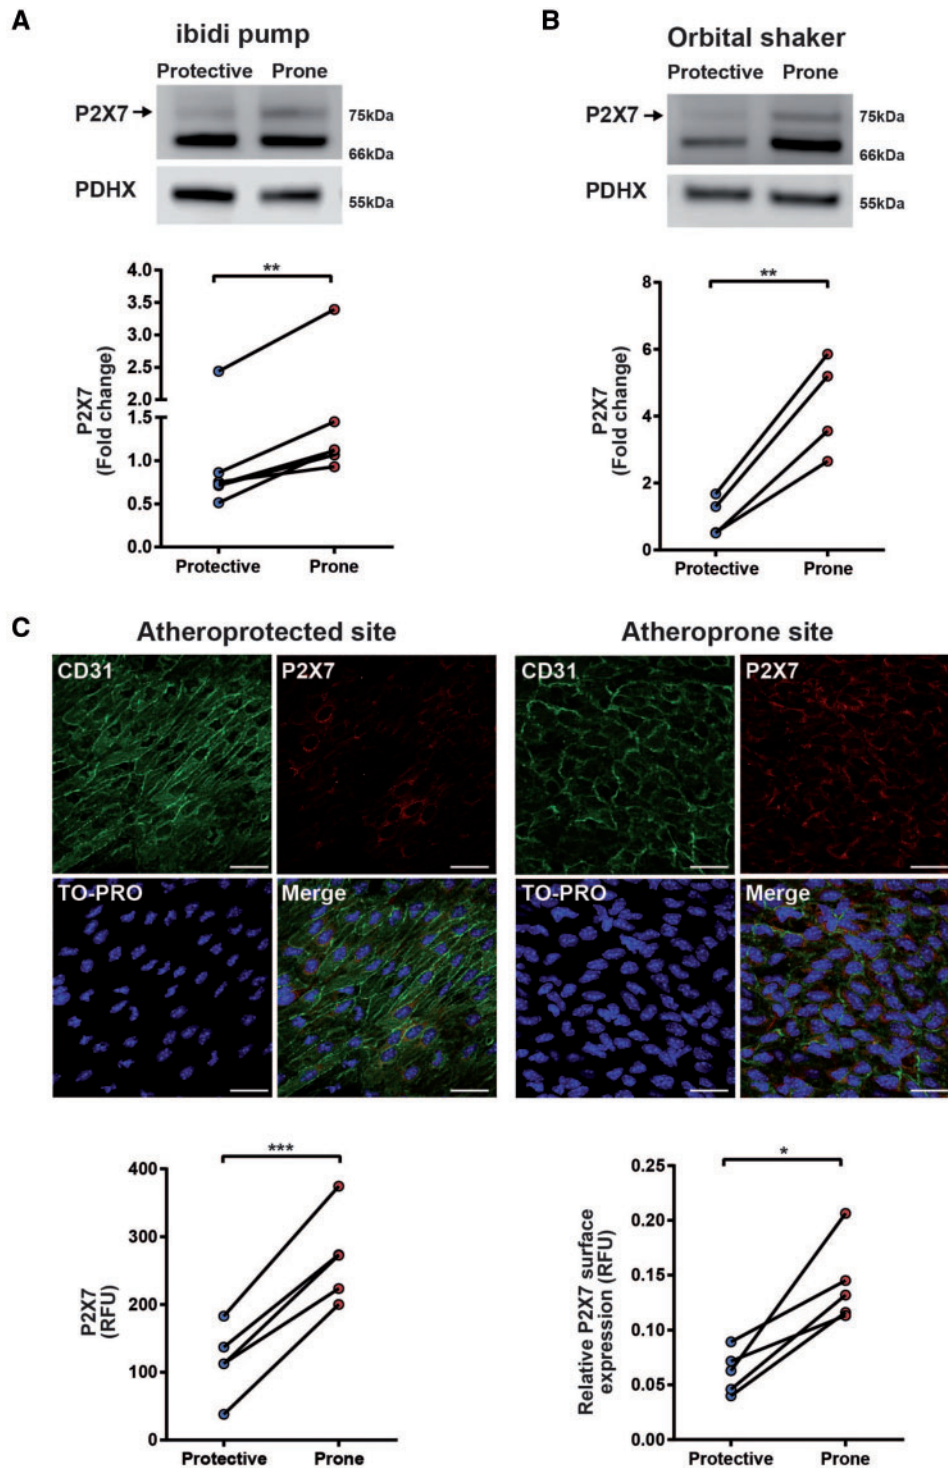 A
ibidi pump
Protective Prone
P2X7
75kDa
66kDa
PDHX
55kDa
**
4.0
3.5
3.0
2.5
2.0
1.5
1.0
0.5
0.0
P2X7
(Fold change)
Protective Prone
B
Orbital shaker
Protective Prone
P2X7
75kDa
66kDa
PDHX
55kDa
**
8
6
4
2
0
P2X7
(Fold change)
Protective Prone
C
Atheroprotected site
CD31
P2X7
TO-PRO
Merge
Atheroprone site
CD31
P2X7
TO-PRO
Merge
***
400
300
200
100
0
P2X7
(RFU)
Protective Prone
*
0.25
0.20
0.15
0.10
0.05
0.00
Relative P2X7 surface
expression (RFU)
Protective Prone